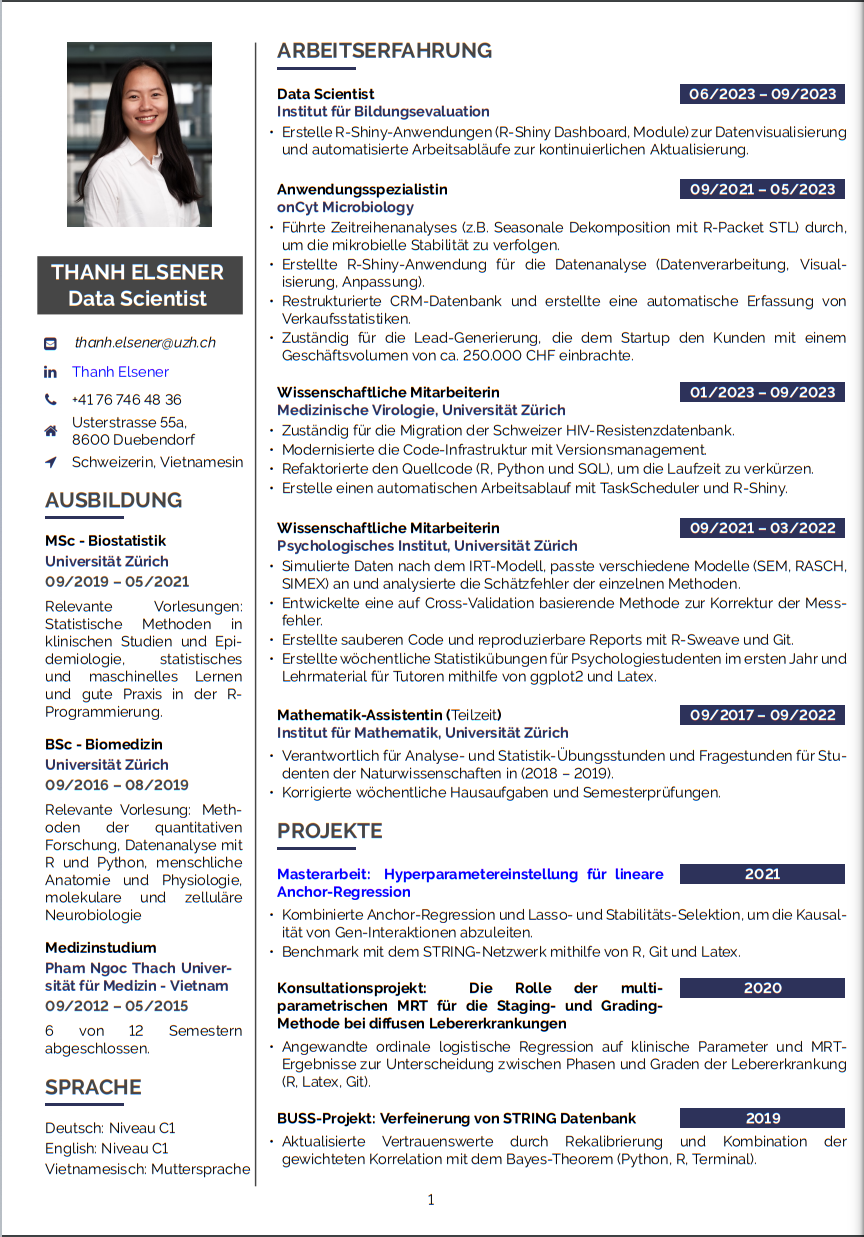 THANH ELSENER
Data Scientist
thanh.elsener@uzh.ch
Thanh Elsener
+41 76 746 48 36
Usterstrasse 55a,
8600 Duebendorf
Schweizerin, Vietnamesin
AUSBILDUNG
MSc - Biostatistik
Universität Zürich
09/2019 – 05/2021
Relevante Vorlesungen:
Statistische Methoden in
klinischen Studien und Epi-
demiologie, statistisches
und maschinelles Lernen
und gute Praxis in der R-
Programmierung.
BSc - Biomedizin
Universität Zürich
09/2016 – 08/2019
Relevante Vorlesung: Meth-
oden der quantitativen
Forschung, Datenanalyse mit
R und Python, menschliche
Anatomie und Physiologie,
molekulare und zelluläre
Neurobiologie
Medizinstudium
Pham Ngoc Thach Univer-
sität für Medizin - Vietnam
09/2012 – 05/2015
6 von 12 Semestern
abgeschlossen.
SPRACHE
Deutsch: Niveau C1
English: Niveau C1
Vietnamesisch: Muttersprache
ARBEITSERFAHRUNG
Data Scientist 06/2023 – 09/2023
Institut für Bildungsevaluation
• Erstelle R-Shiny-Anwendungen (R-Shiny Dashboard, Module) zur Datenvisualisierung
und automatisierte Arbeitsabläufe zur kontinuierlichen Aktualisierung.
Anwendungsspezialistin 09/2021 – 05/2023
onCyt Microbiology
• Führte Zeitreihenanalyses (z.B. Seasonale Dekomposition mit R-Packet STL) durch,
um die mikrobielle Stabilität zu verfolgen.
• Erstellte R-Shiny-Anwendung für die Datenanalyse (Datenverarbeitung, Visual-
isierung, Anpassung).
• Restrukturierte CRM-Datenbank und erstellte eine automatische Erfassung von
Verkaufsstatistiken.
• Zuständig für die Lead-Generierung, die dem Startup den Kunden mit einem
Geschäftsvolumen von ca. 250.000 CHF einbrachte.
Wissenschaftliche Mitarbeiterin 01/2023 – 09/2023
Medizinische Virologie, Universität Zürich
• Zuständig für die Migration der Schweizer HIV-Resistenzdatenbank.
• Modernisierte die Code-Infrastruktur mit Versionsmanagement.
• Refaktorierte den Quellcode (R, Python und SQL), um die Laufzeit zu verkürzen.
• Erstelle einen automatischen Arbeitsablauf mit TaskScheduler und R-Shiny.
Wissenschaftliche Mitarbeiterin 09/2021 – 03/2022
Psychologisches Institut, Universität Zürich
• Simulierte Daten nach dem IRT-Modell, passte verschiedene Modelle (SEM, RASCH,
SIMEX) an und analysierte die Schätzfehler der einzelnen Methoden.
• Entwickelte eine auf Cross-Validation basierende Methode zur Korrektur der Mess-
fehler.
• Erstellte sauberen Code und reproduzierbare Reports mit R-Sweave und Git.
• Erstellte wöchentliche Statistikübungen für Psychologiestudenten im ersten Jahr und
Lehrmaterial für Tutoren mithilfe von ggplot2 und Latex.
Mathematik-Assistentin (Teilzeit) 09/2017 – 09/2022
Institut für Mathematik, Universität Zürich
• Verantwortlich für Analyse- und Statistik-Übungsstunden und Fragestunden für Stu-
denten der Naturwissenschaften in (2018 – 2019).
• Korrigierte wöchentliche Hausaufgaben und Semesterprüfungen.
PROJEKTE
Masterarbeit: Hyperparametereinstellung für lineare 2021
Anchor-Regression
• Kombinierte Anchor-Regression und Lasso- und Stabilitäts-Selektion, um die Kausal-
ität von Gen-Interaktionen abzuleiten.
• Benchmark mit dem STRING-Netzwerk mithilfe von R, Git und Latex.
Konsultationsprojekt: Die Rolle der multi- 2020
parametrischen MRT für die Staging- und Grading-
Methode bei diffusen Lebererkrankungen
• Angewandte ordinale logistische Regression auf klinische Parameter und MRT-
Ergebnisse zur Unterscheidung zwischen Phasen und Graden der Lebererkrankung
(R, Latex, Git).
BUSS-Projekt: Verfeinerung von STRING Datenbank 2019
• Aktualisierte Vertrauenswerte durch Rekalibrierung und Kombination der
gewichteten Korrelation mit dem Bayes-Theorem (Python, R, Terminal).
1